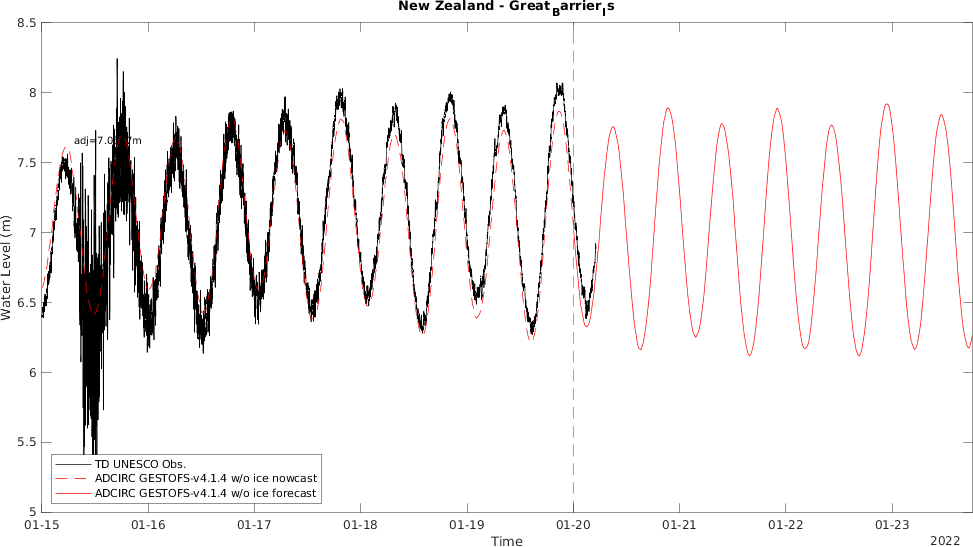 New Zealand - Great_Barrier_Is
8.5
8
7.5
7
6.5
6
5.5
5
Water Level (m)
TD UNESCO Obs.
ADCIRC GESTOFS-v4.1.4 w/o ice nowcast
ADCIRC GESTOFS-v4.1.4 w/o ice forecast
01-15 01-16 01-17 01-18 01-19 01-20 01-21 01-22 01-23
Time
2022